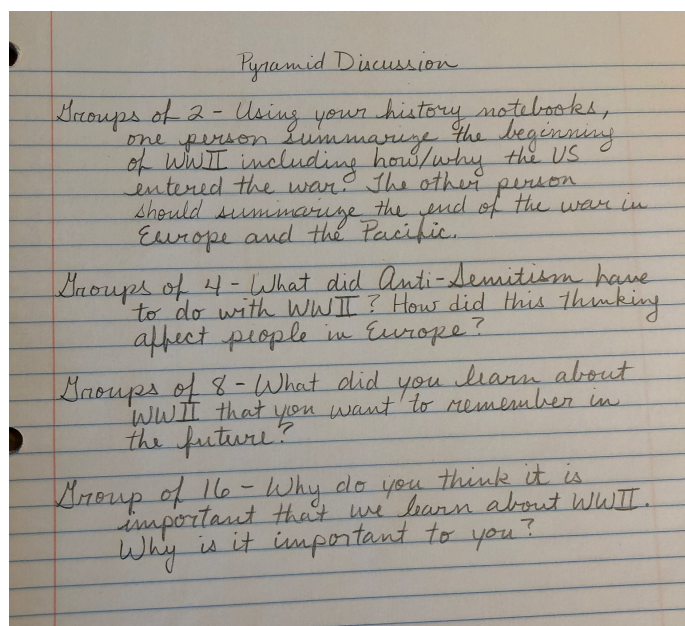 Pyramid Discussion
Groups of 2 - Using your history notebooks,
one person summarize the beginning
of WWII including how/why the US
entered the war. The other person
should summarize the end of the war in
Europe and the Pacific.
Groups of 4 - What did Anti-Semitism have
to do with WWII? How did this thinking
affect people in Europe?
Groups of 8 - What did you learn about
WWII that you want to remember in
the future?
Group of 16 - Why do you think it is
important that we learn about WWII.
Why is it important to you?